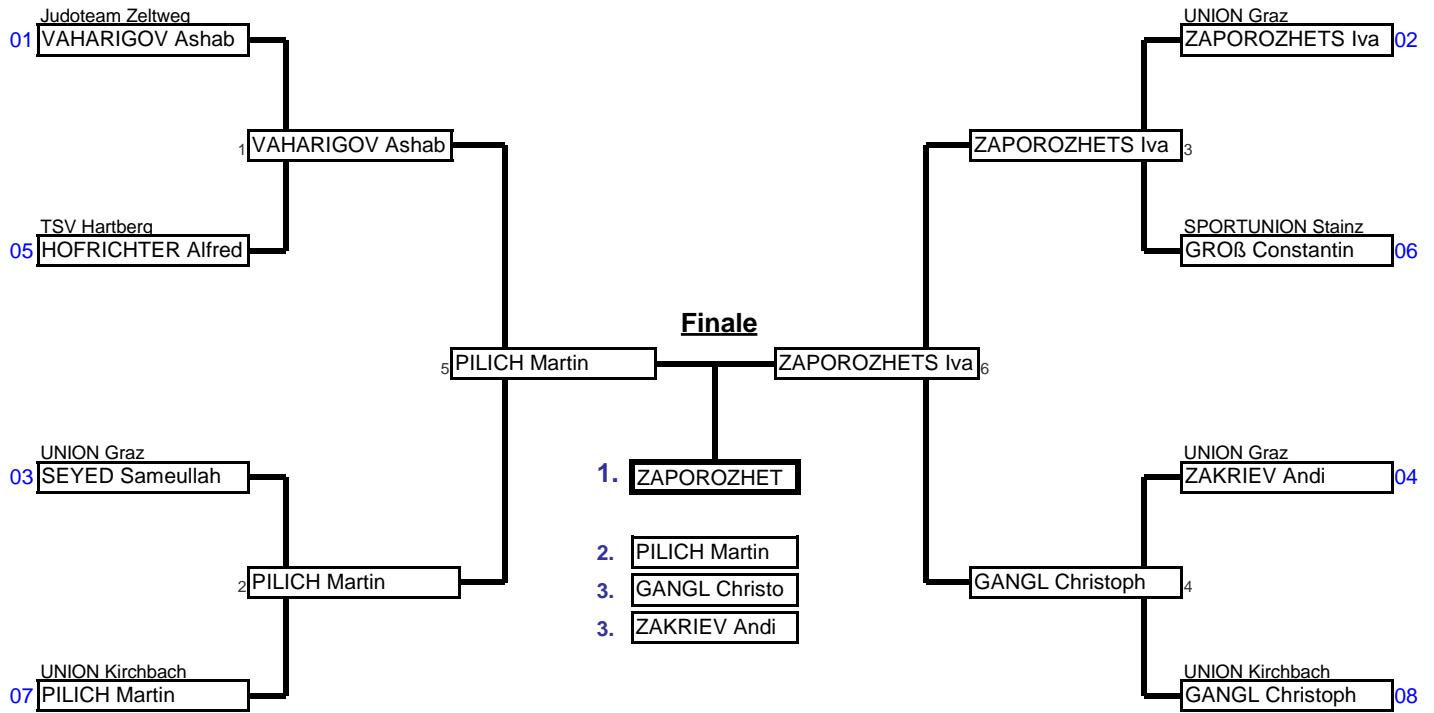 Judoteam Zeltweg
01 VAHARIGOV Ashab
UNION Graz
ZAPOROZHETS Iva 02
1 VAHARIGOV Ashab
ZAPOROZHETS Iva 3
TSV Hartberg
05 HOFRICHTER Alfred
SPORTUNION Stainz
GROß Constantin 06
Finale
5 PILICH Martin
ZAPOROZHETS Iva 6
UNION Graz
03 SEYED Sameullah
1. ZAPOROZHET
UNION Graz
ZAKRIEV Andi 04
2. PILICH Martin
2 PILICH Martin
3. GANGL Christo
GANGL Christoph 4
3. ZAKRIEV Andi
UNION Kirchbach
07 PILICH Martin
UNION Kirchbach
GANGL Christoph 08